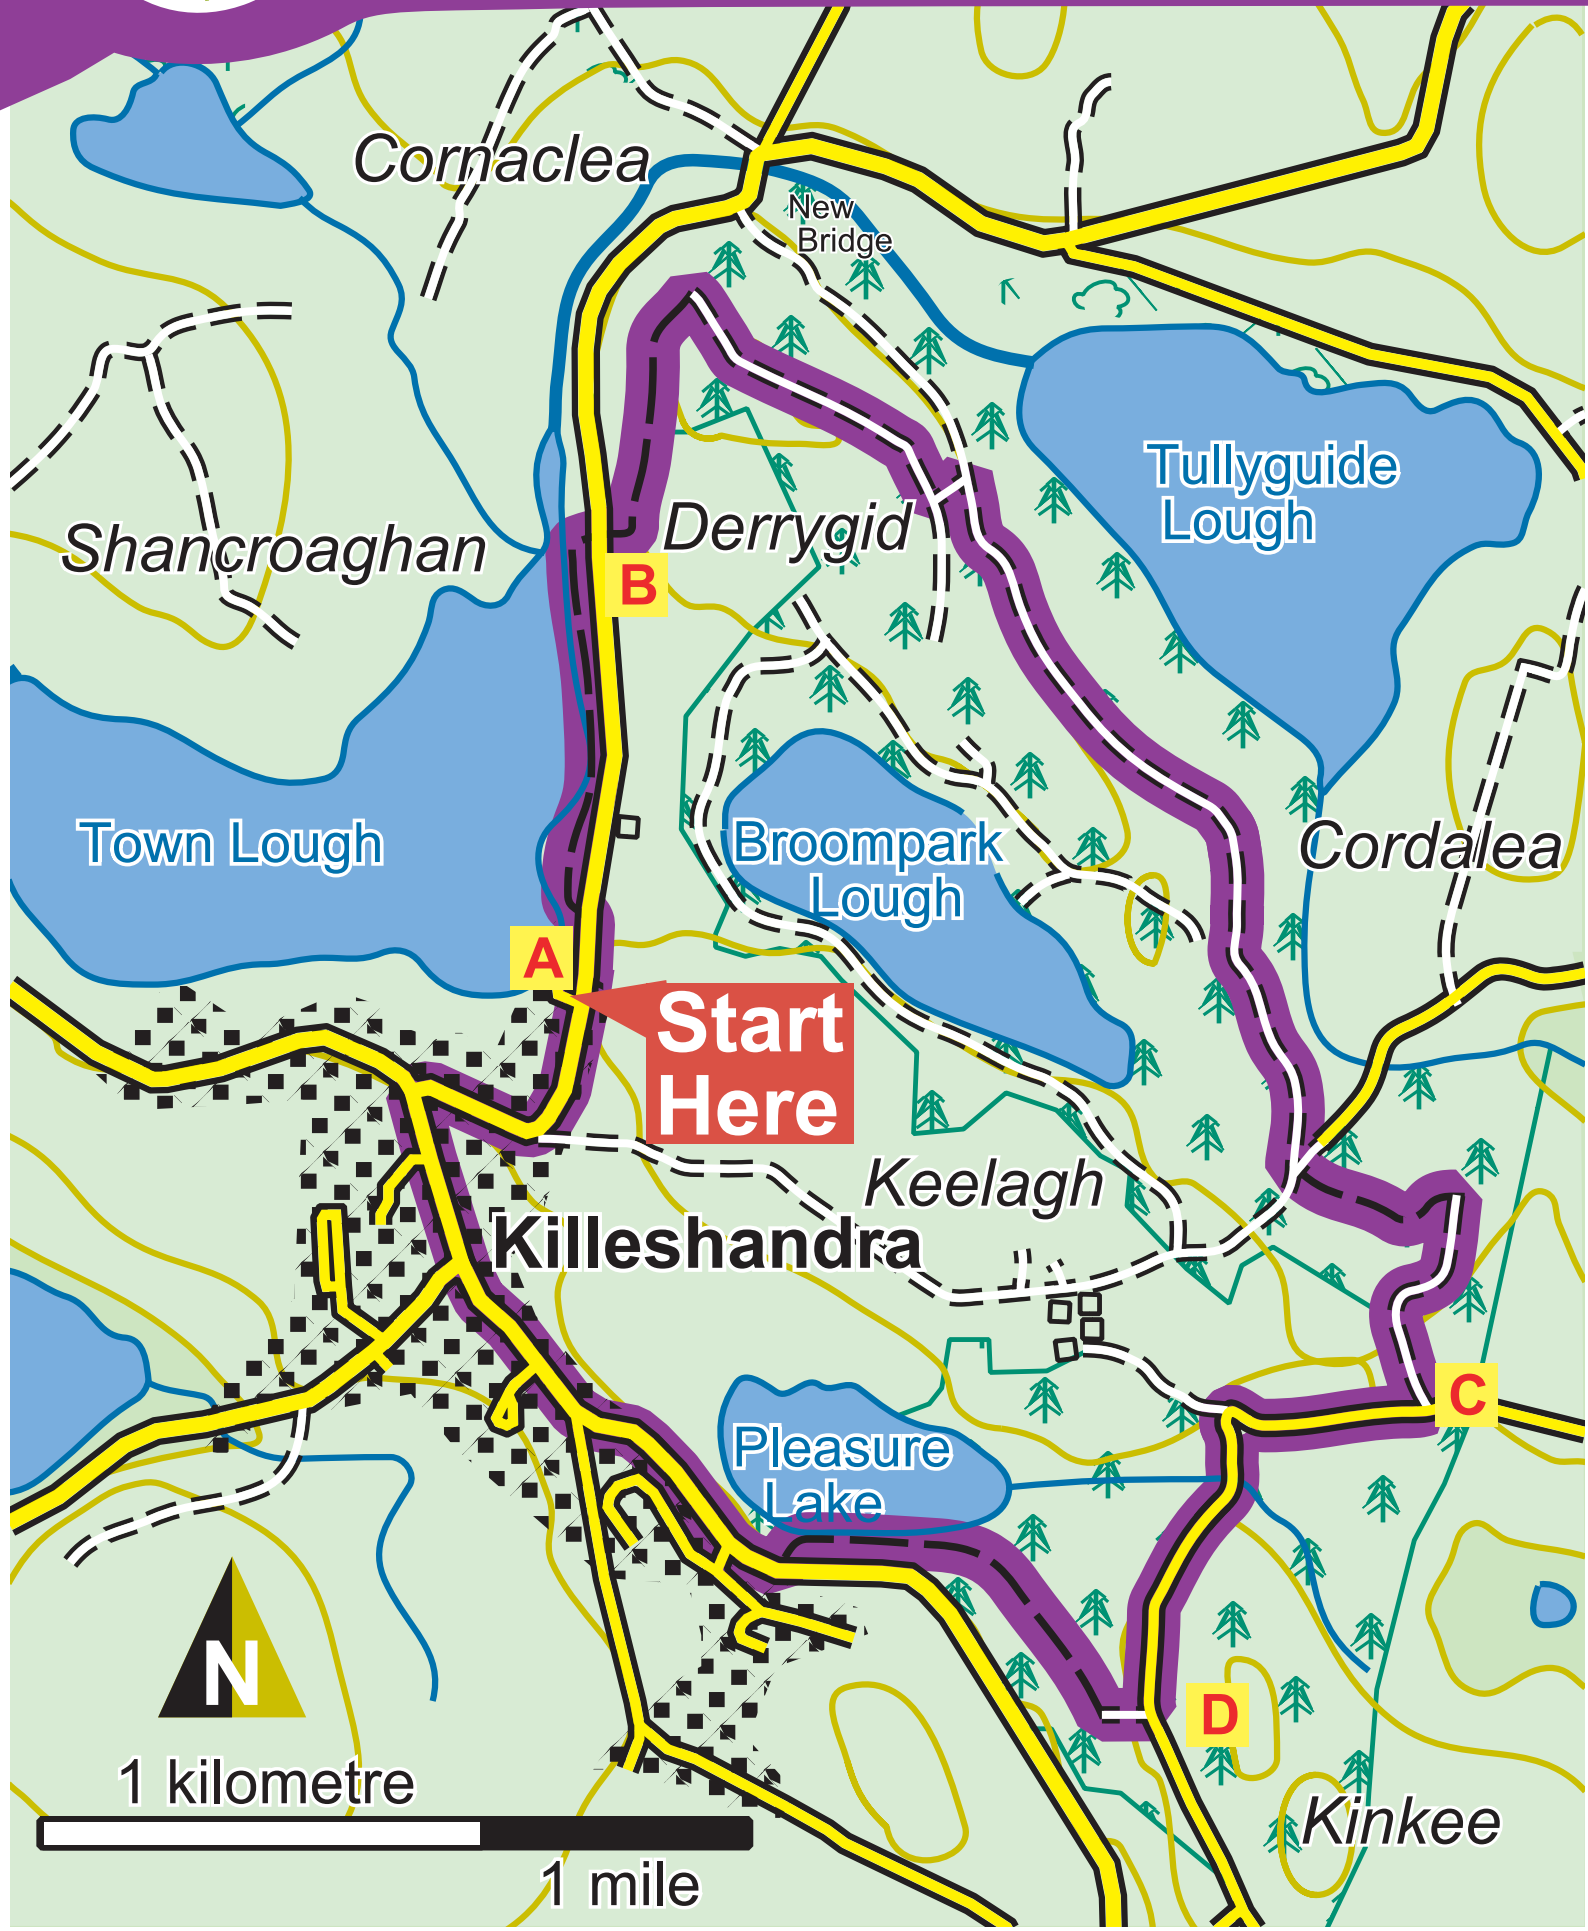 Cornaclea
New
Bridge
Tullyguide
Lough
Derrygid
Shancroaghan
B
Town Lough
Broompark
Lough
Cordalea
A
Start
Here
Keelagh
Killeshandra
C
Pleasure
Lake
N
D
1 kilometre
Kinkee
1 mile